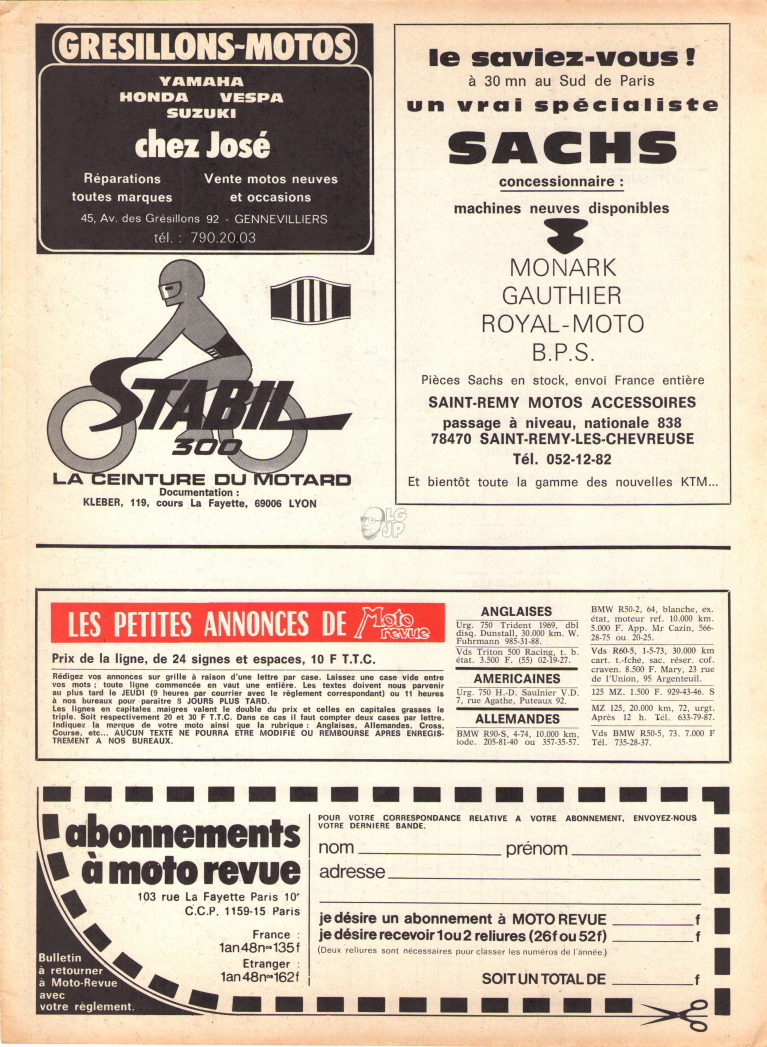 GRESILLONS-MOTOS
YAMAHA
HONDA VESPA
SUZUKI
chez José
Réparations
toutes marques
Vente motos neuves
et occasions
45, Av. des Grésillons 92 - GENNEVILLIERS
tél. : 790.20.03
STABIL
300
LA CEINTURE DU MOTARD
Documentation :
KLEBER, 119, cours La Fayette, 69006 LYON
le saviez-vous !
à 30 mn au Sud de Paris
un vrai spécialiste
SACHS
concessionnaire :
machines neuves disponibles
MONARK
GAUTHIER
ROYAL-MOTO
B.P.S.
Pièces Sachs en stock, envoi France entière
SAINT-REMY MOTOS ACCESSOIRES
passage à niveau, nationale 838
78470 SAINT-REMY-LES-CHEVREUSE
Tél. 052-12-82
Et bientôt toute la gamme des nouvelles KTM...
LG
JP
LES PETITES ANNONCES DE Moto revue
Prix de la ligne, de 24 signes et espaces, 10 F T.T.C.
Rédigez vos annonces sur grille à raison d'une lettre par case. Laissez une case vide entre
vos mots ; toute ligne commencée en vaut une entière. Les textes doivent nous parvenir
au plus tard le JEUDI (9 heures par courrier avec le règlement correspondant) ou 11 heures
à nos bureaux pour paraitre 8 JOURS PLUS TARD.
Les lignes en capitales maigres valent le double du prix et celles en capitales grasses le
triple. Soit respectivement 20 et 30 F T.T.C. Dans ce cas il faut compter deux cases par lettre.
Indiquez la marque de votre moto ainsi que la rubrique : Anglaises, Allemandes, Cross,
Course, etc... AUCUN TEXTE NE POURRA ETRE MODIFIE OU REMBOURSE APRES ENREGIS-
TREMENT A NOS BUREAUX.
ANGLAISES
Urg. 750 Trident 1969, dbl
disq. Dunstall, 30.000 km. W.
Fuhrmann 985-31-88.
Vds Triton 500 Racing, t. b.
état. 3.500 F. (55) 02-19-27.
AMERICAINES
Urg. 750 H.-D. Saulnier V.D.
7, rue Agathe, Puteaux 92.
ALLEMANDES
BMW R90-S, 4-74, 10.000 km,
iode. 205-81-40 ou 357-35-57.
BMW R50-2, 64, blanche, ex.
état, moteur ref. 10.000 km.
5.000 F. App. Mr Cazin, 566-
28-75 ou 20-25.
Vds R60-5, 1-5-73, 30.000 km
cart. t.-fche, sac. réser. cof.
craven. 8.500 F. Mary, 23 rue
de l'Union, 95 Argenteuil.
125 MZ. 1.500 F. 929-43-46. S
MZ 125, 20.000 km, 72, urgt.
Après 12 h. Tél. 633-79-87.
Vds BMW R50-5, 73. 7.000 F
Tél. 735-28-37.
abonnements
à moto revue
103 rue La Fayette Paris 10e
C.C.P. 1159-15 Paris
France :
1an 48nos 135f
Etranger :
1an 48nos 162f
Bulletin
à retourner
à Moto-Revue
avec
votre règlement.
POUR VOTRE CORRESPONDANCE RELATIVE A VOTRE ABONNEMENT, ENVOYEZ-NOUS
VOTRE DERNIERE BANDE.
nom prénom
adresse
je désire un abonnement à MOTO REVUE f
je désire recevoir 1 ou 2 reliures (26f ou 52f) f
(Deux reliures sont nécessaires pour classer les numéros de l'année.)
SOIT UN TOTAL DE f